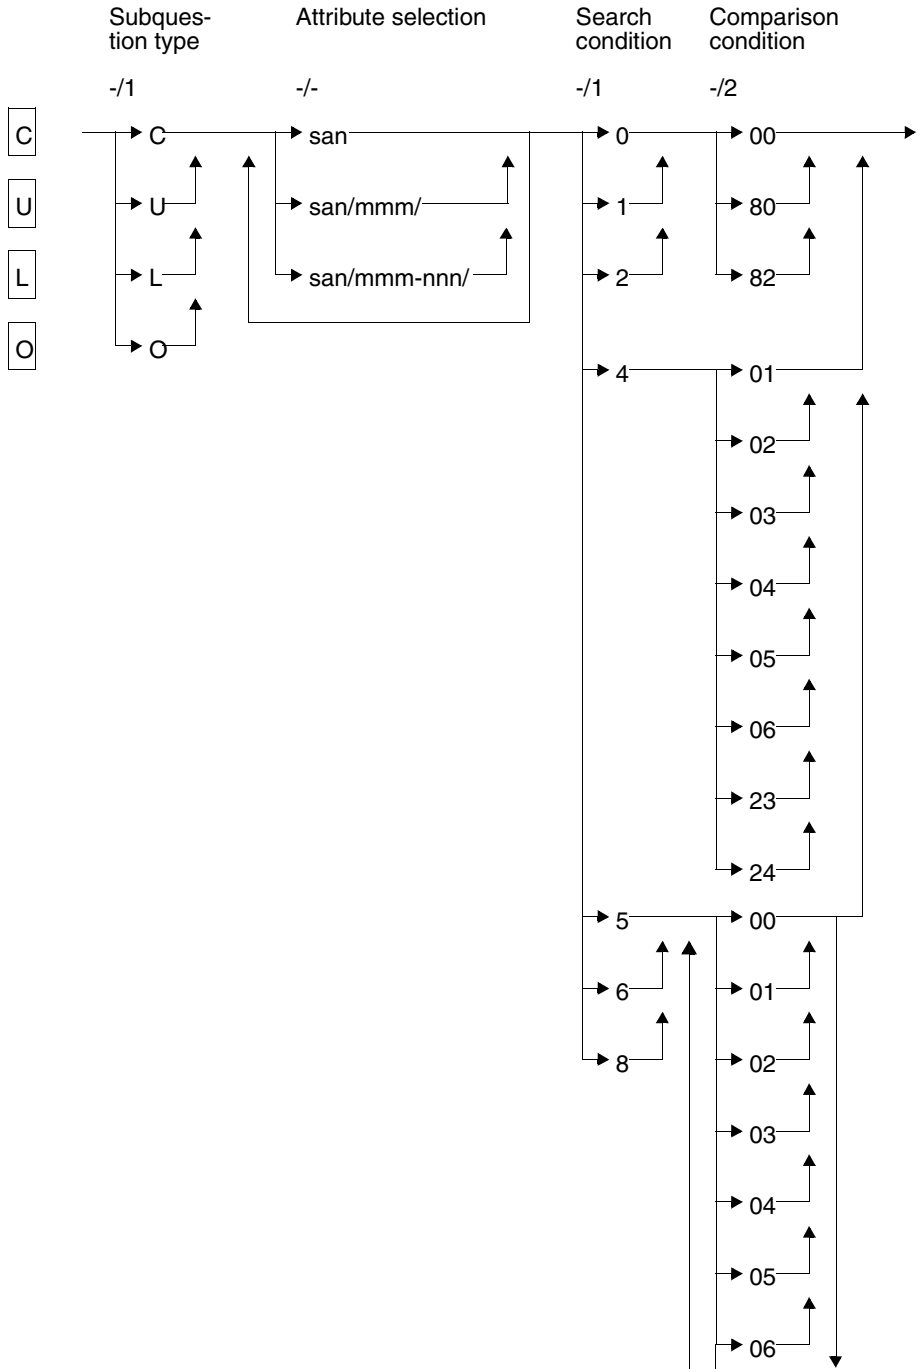 Subques-
tion type
Attribute selection
Search
condition
Comparison
condition
-/1
-/-
-/1
-/2
C
C
san
0
00
U
U
san/mmm/
1
80
L
L
san/mmm-nnn/
2
82
O
O
4
01
02
03
04
05
06
23
24
5
00
6
01
8
02
03
04
05
06